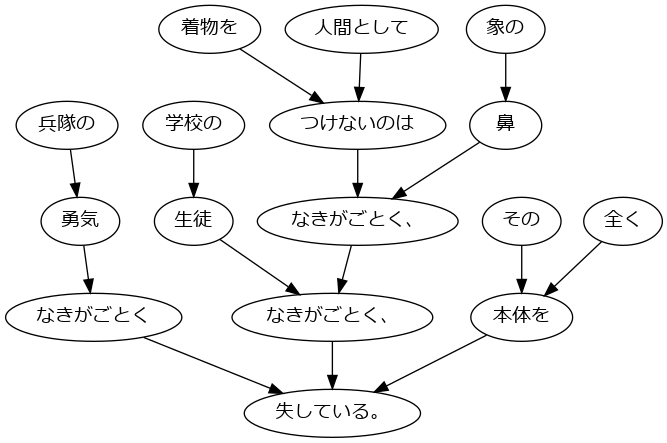 着物を 人間として 象の
兵隊の 学校の つけないのは 鼻
勇気 生徒 なきがごとく、 その 全く
なきがごとく なきがごとく、 本体を
失している。